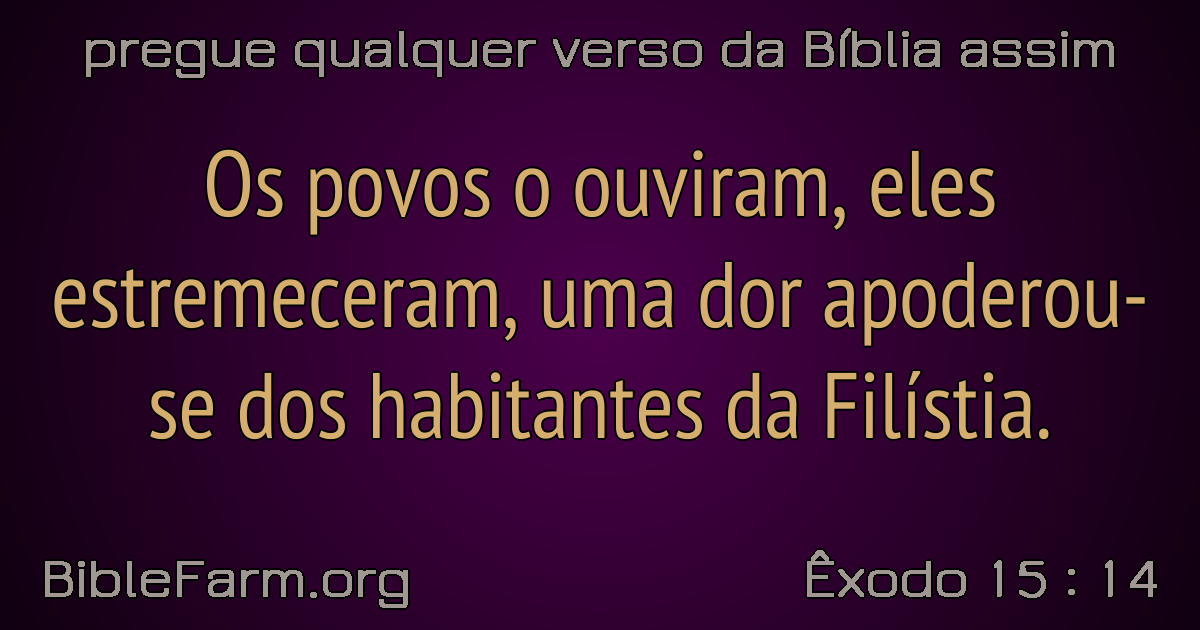 pregue qualquer verso da Bíblia assim
Os povos o ouviram, eles
estremeceram, uma dor apoderou-
se dos habitantes da Filístia.
BibleFarm.org
Êxodo 15 : 14